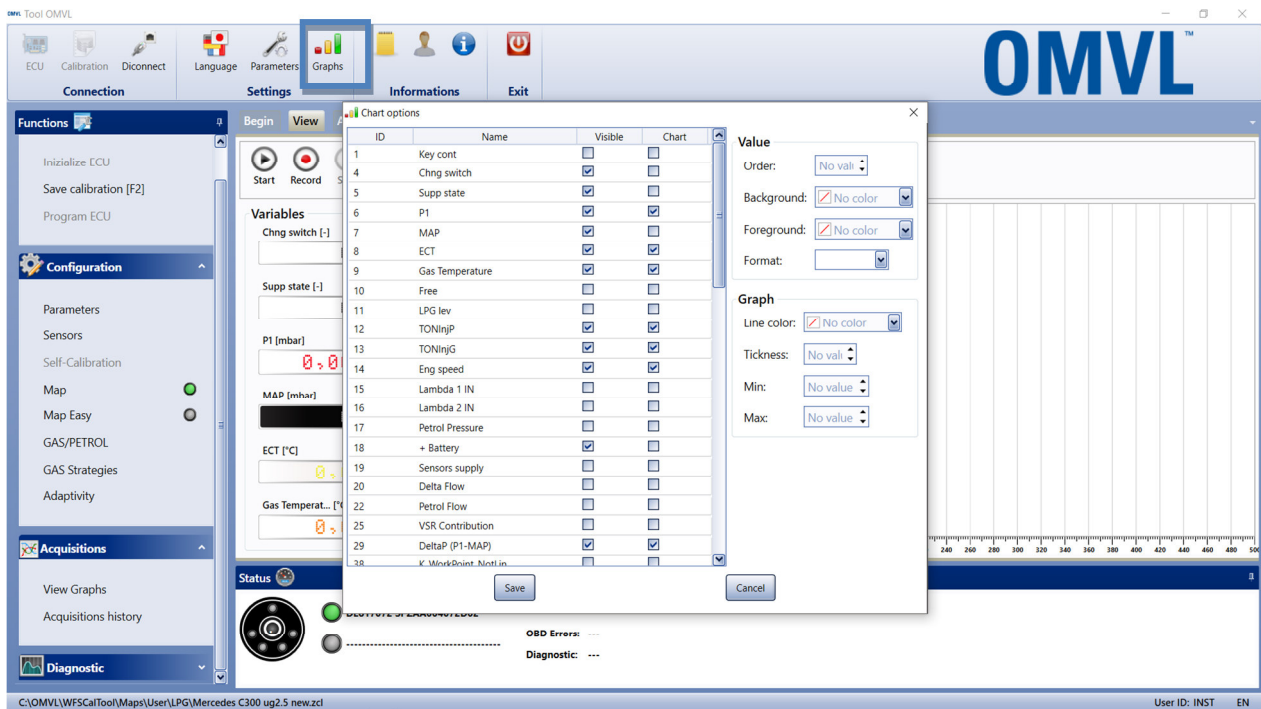 OMVL Tool OMVL
ECU Calibration Disconnect Language Parameters Graphs
Connection Settings Informations Exit
OMVL™
Functions
Inizialize ECU
Save calibration [F2]
Program ECU
Configuration
Parameters
Sensors
Self-Calibration
Map
Map Easy
GAS/PETROL
GAS Strategies
Adaptivity
Acquisitions
View Graphs
Acquisitions history
Diagnostic
Begin View
Start Record
Variables
Chng switch [-]
Supp state [-]
P1 [mbar]
MAP [mbar]
ECT [°C]
Gas Temperat...
Chart options
ID Name Visible Chart
1 Key cont
4 Chng switch
5 Supp state
6 P1
7 MAP
8 ECT
9 Gas Temperature
10 Free
11 LPG lev
12 TONInjP
13 TONInjG
14 Eng speed
15 Lambda 1 IN
16 Lambda 2 IN
17 Petrol Pressure
18 + Battery
19 Sensors supply
20 Delta Flow
22 Petrol Flow
25 VSR Contribution
29 DeltaP (P1-MAP)
38 K_WorkPoint_NotLin
Value
Order: No valu
Background: No color
Foreground: No color
Format:
Graph
Line color: No color
Tickness: No valu
Min: No value
Max: No value
Save Cancel
240 260 280 300 320 340 360 380 400 420 440 460 480 500
Status
OBD Errors: ---
Diagnostic: ---
C:\OMVL\WFSCalTool\Maps\User\LPG\Mercedes C300 ug2.5 new.zcl User ID: INST EN